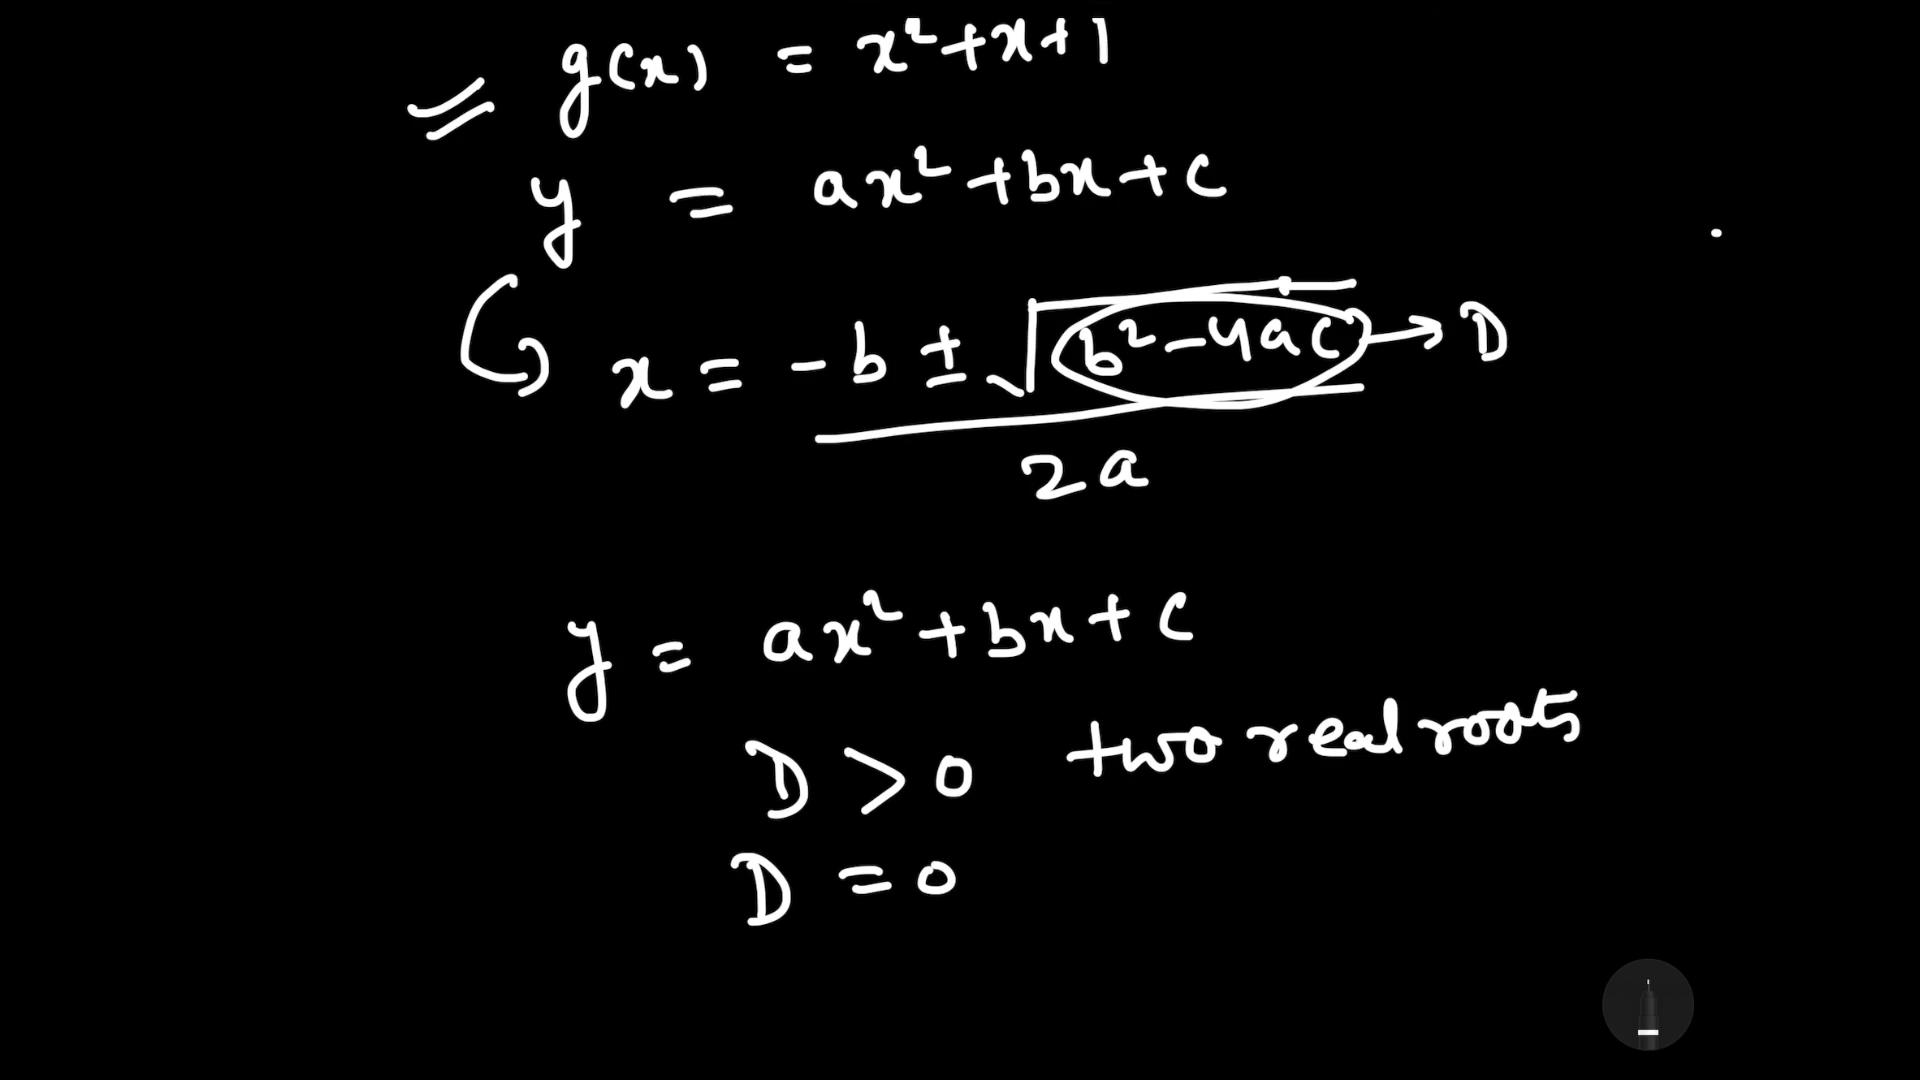 g(x) = x²+x+1
y = ax²+bx+c
x = -b ± √b²-4ac → D
2a
y = ax²+bx+c
D > 0 two real roots
D = 0